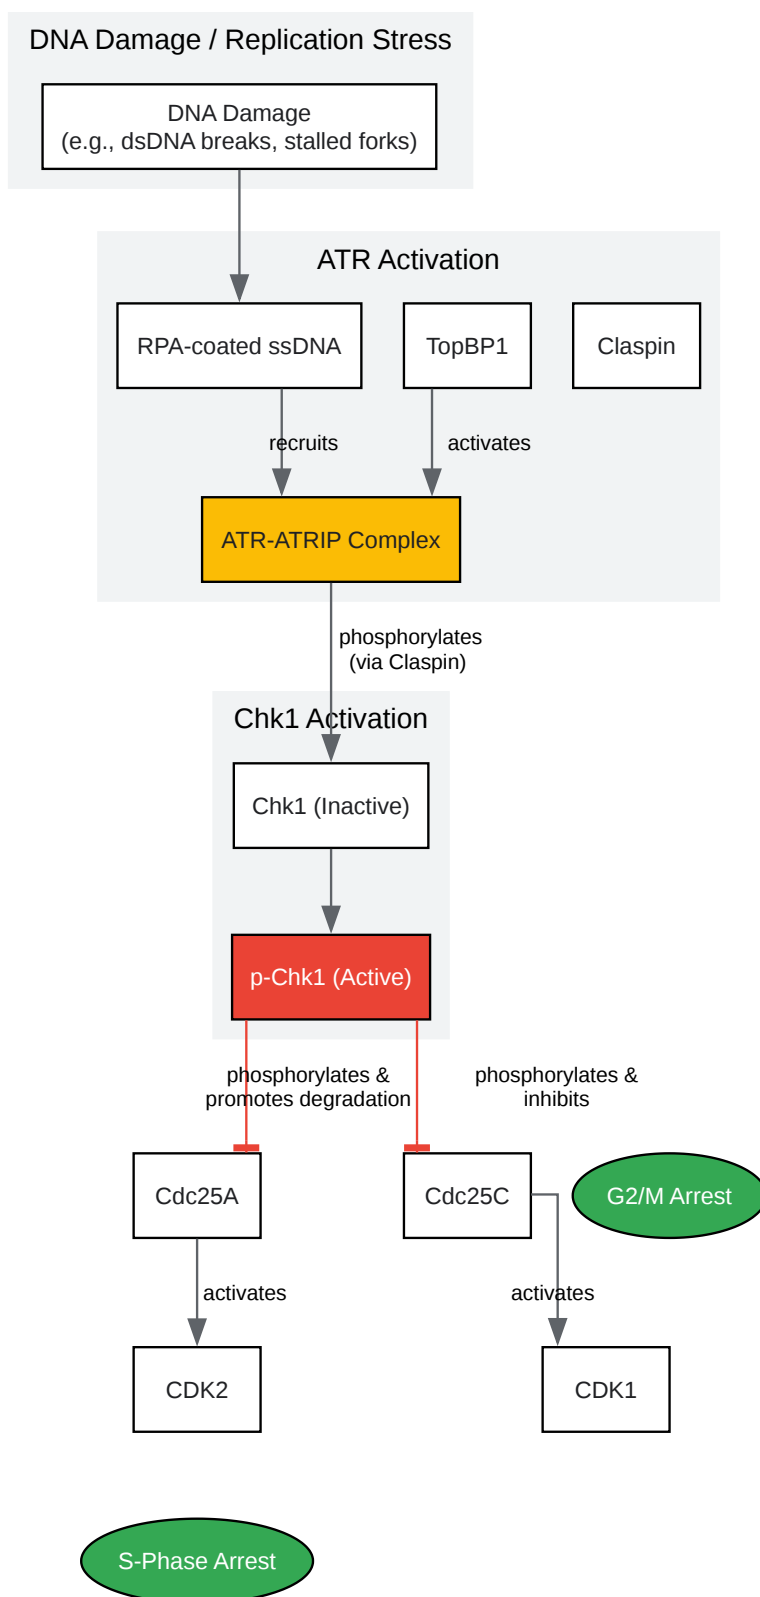 DNA Damage / Replication Stress
DNA Damage
(e.g., dsDNA breaks, stalled forks)
ATR Activation
RPA-coated ssDNA
TopBP1
Claspin
recruits
activates
ATR-ATRIP Complex
phosphorylates
(via Claspin)
Chk1 Activation
Chk1 (Inactive)
p-Chk1 (Active)
phosphorylates &
promotes degradation
phosphorylates &
inhibits
Cdc25A
Cdc25C
G2/M Arrest
activates
activates
CDK2
CDK1
S-Phase Arrest